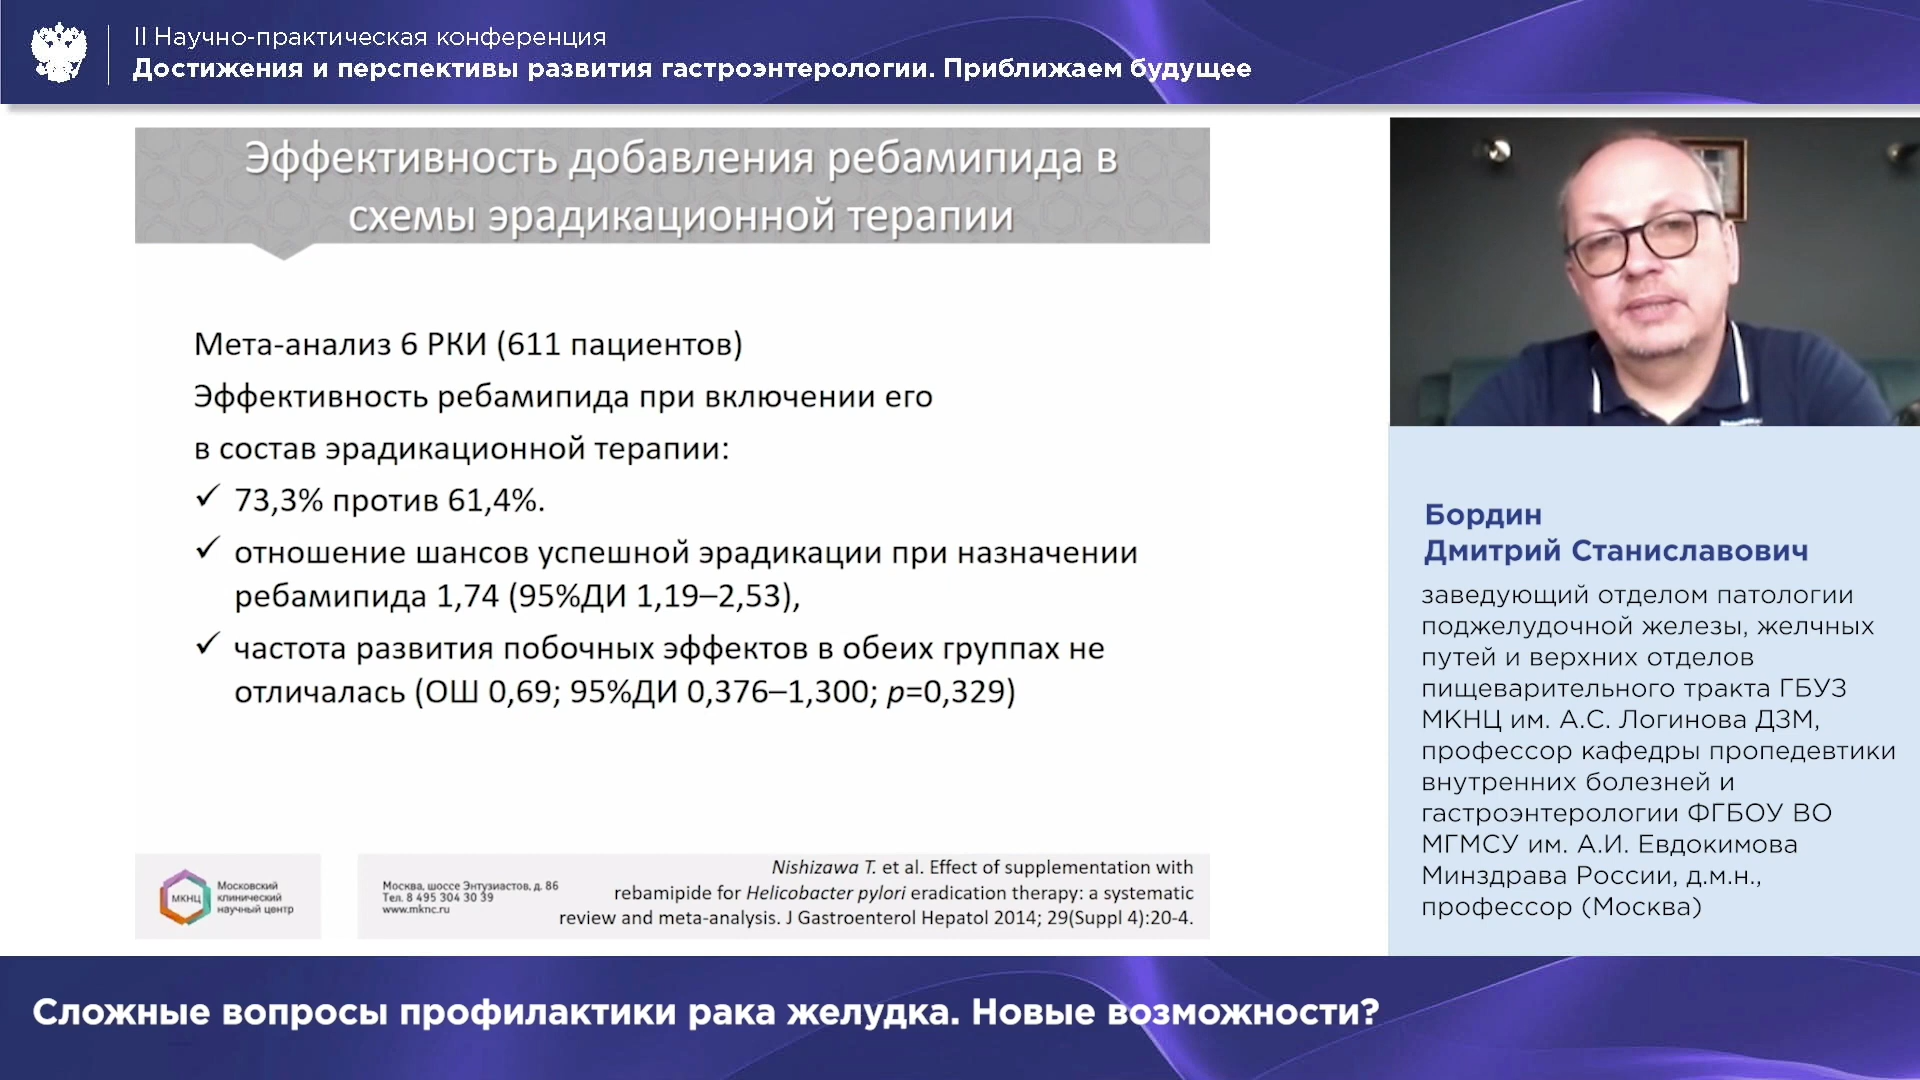 II Научно-практическая конференция
Достижения и перспективы развития гастроэнтерологии. Приближаем будущее
Эффективность добавления ребамипида в
схемы эрадикационной терапии
Мета-анализ 6 РКИ (611 пациентов)
Эффективность ребамипида при включении его
в состав эрадикационной терапии:
✓ 73,3% против 61,4%.
✓ отношение шансов успешной эрадикации при назначении
ребамипида 1,74 (95%ДИ 1,19–2,53),
✓ частота развития побочных эффектов в обеих группах не
отличалась (ОШ 0,69; 95%ДИ 0,376–1,300; p=0,329)
МКНЦ
Московский
клинический
научный центр
Москва, шоссе Энтузиастов, д. 86
Тел. 8 495 304 30 39
www.mknc.ru
Nishizawa T. et al. Effect of supplementation with
rebamipide for Helicobacter pylori eradication therapy: a systematic
review and meta-analysis. J Gastroenterol Hepatol 2014; 29(Suppl 4):20-4.
Бордин
Дмитрий Станиславович
заведующий отделом патологии
поджелудочной железы, желчных
путей и верхних отделов
пищеварительного тракта ГБУЗ
МКНЦ им. А.С. Логинова ДЗМ,
профессор кафедры пропедевтики
внутренних болезней и
гастроэнтерологии ФГБОУ ВО
МГМСУ им. А.И. Евдокимова
Минздрава России, д.м.н.,
профессор (Москва)
Сложные вопросы профилактики рака желудка. Новые возможности?